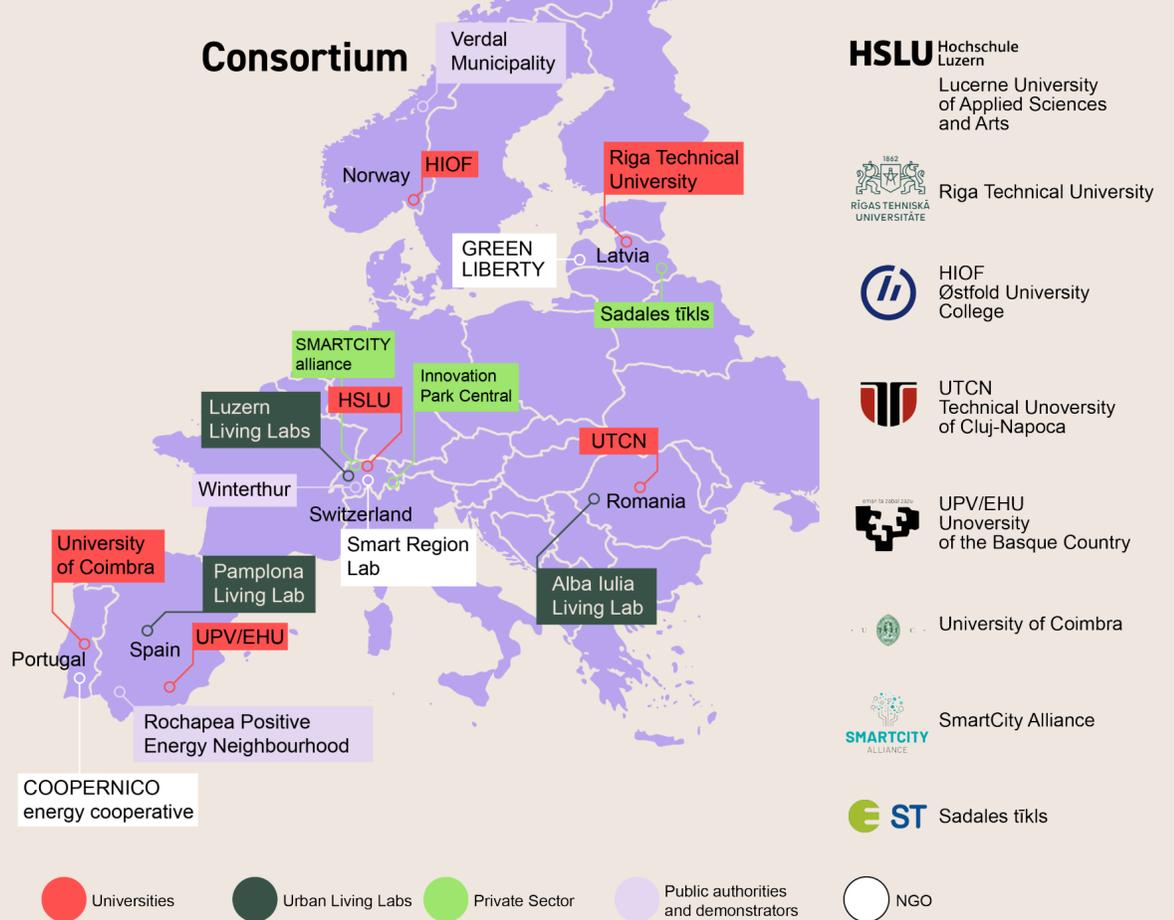 Consortium
Verdal
Municipality
Norway
HIOF
Riga Technical
University
GREEN
LIBERTY
Latvia
Sadales tīkls
SMARTCITY
alliance
Innovation
Park Central
HSLU
Luzern
Living Labs
UTCN
Winterthur
Romania
Switzerland
Smart Region
Lab
University
of Coimbra
Pamplona
Living Lab
Alba Iulia
Living Lab
UPV/EHU
Spain
Portugal
Rochapea Positive
Energy Neighbourhood
COOPERNICO
energy cooperative
HSLU Hochschule
Luzern
Lucerne University
of Applied Sciences
and Arts
1862
RĪGAS TEHNISKĀ
UNIVERSITĀTE
Riga Technical University
HIOF
Østfold University
College
UTCN
Technical Unoversity
of Cluj-Napoca
eman ta zabal zazu
UPV/EHU
Unoversity
of the Basque Country
U C
University of Coimbra
SMARTCITY
ALLIANCE
SmartCity Alliance
ST
Sadales tīkls
Universities
Urban Living Labs
Private Sector
Public authorities
and demonstrators
NGO